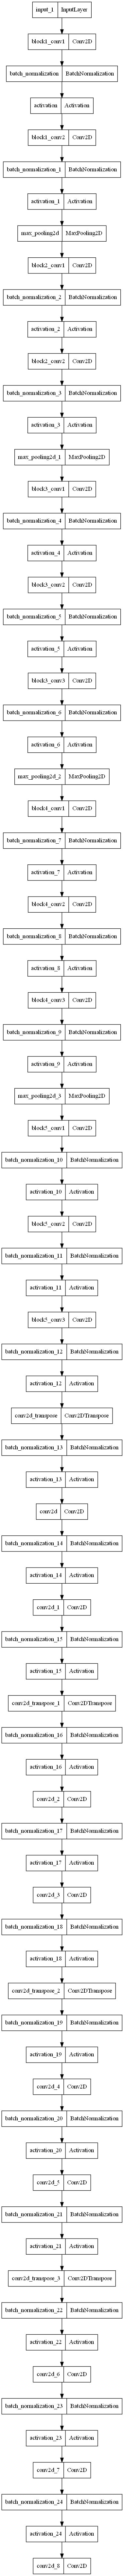 input_1 InputLayer
block1_conv1 Conv2D
batch_normalization BatchNormalization
activation Activation
block1_conv2 Conv2D
batch_normalization_1 BatchNormalization
activation_1 Activation
max_pooling2d MaxPooling2D
block2_conv1 Conv2D
batch_normalization_2 BatchNormalization
activation_2 Activation
block2_conv2 Conv2D
batch_normalization_3 BatchNormalization
activation_3 Activation
max_pooling2d_1 MaxPooling2D
block3_conv1 Conv2D
batch_normalization_4 BatchNormalization
activation_4 Activation
block3_conv2 Conv2D
batch_normalization_5 BatchNormalization
activation_5 Activation
block3_conv3 Conv2D
batch_normalization_6 BatchNormalization
activation_6 Activation
max_pooling2d_2 MaxPooling2D
block4_conv1 Conv2D
batch_normalization_7 BatchNormalization
activation_7 Activation
block4_conv2 Conv2D
batch_normalization_8 BatchNormalization
activation_8 Activation
block4_conv3 Conv2D
batch_normalization_9 BatchNormalization
activation_9 Activation
max_pooling2d_3 MaxPooling2D
block5_conv1 Conv2D
batch_normalization_10 BatchNormalization
activation_10 Activation
block5_conv2 Conv2D
batch_normalization_11 BatchNormalization
activation_11 Activation
block5_conv3 Conv2D
batch_normalization_12 BatchNormalization
activation_12 Activation
conv2d_transpose Conv2DTranspose
batch_normalization_13 BatchNormalization
activation_13 Activation
conv2d Conv2D
batch_normalization_14 BatchNormalization
activation_14 Activation
conv2d_1 Conv2D
batch_normalization_15 BatchNormalization
activation_15 Activation
conv2d_transpose_1 Conv2DTranspose
batch_normalization_16 BatchNormalization
activation_16 Activation
conv2d_2 Conv2D
batch_normalization_17 BatchNormalization
activation_17 Activation
conv2d_3 Conv2D
batch_normalization_18 BatchNormalization
activation_18 Activation
conv2d_transpose_2 Conv2DTranspose
batch_normalization_19 BatchNormalization
activation_19 Activation
conv2d_4 Conv2D
batch_normalization_20 BatchNormalization
activation_20 Activation
conv2d_5 Conv2D
batch_normalization_21 BatchNormalization
activation_21 Activation
conv2d_transpose_3 Conv2DTranspose
batch_normalization_22 BatchNormalization
activation_22 Activation
conv2d_6 Conv2D
batch_normalization_23 BatchNormalization
activation_23 Activation
conv2d_7 Conv2D
batch_normalization_24 BatchNormalization
activation_24 Activation
conv2d_8 Conv2D